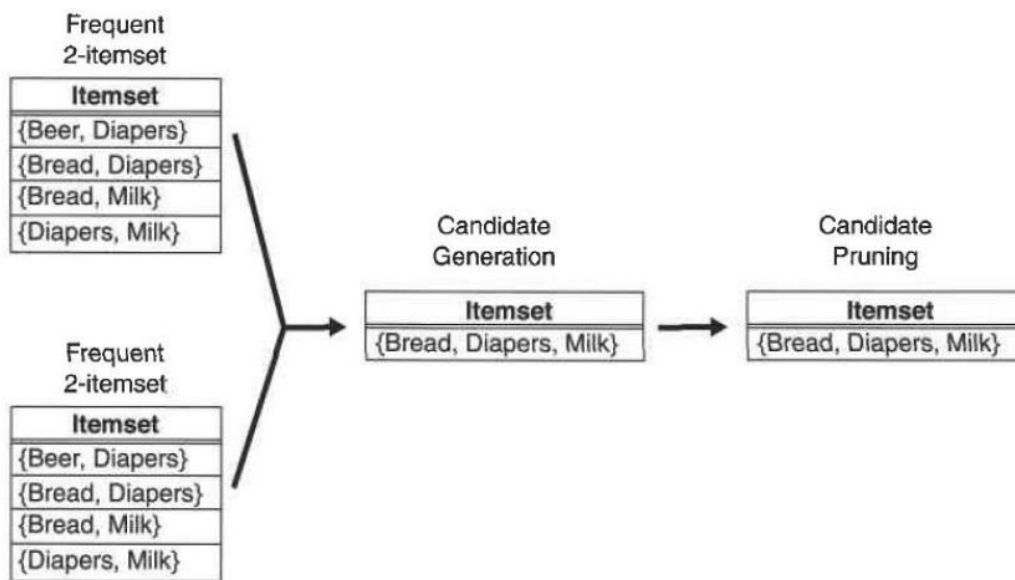 Frequent
2-itemset
Itemset
{Beer, Diapers}
{Bread, Diapers}
{Bread, Milk}
{Diapers, Milk}
Frequent
2-itemset
Itemset
{Beer, Diapers}
{Bread, Diapers}
{Bread, Milk}
{Diapers, Milk}
Candidate
Generation
Itemset
{Bread, Diapers, Milk}
Candidate
Pruning
Itemset
{Bread, Diapers, Milk}